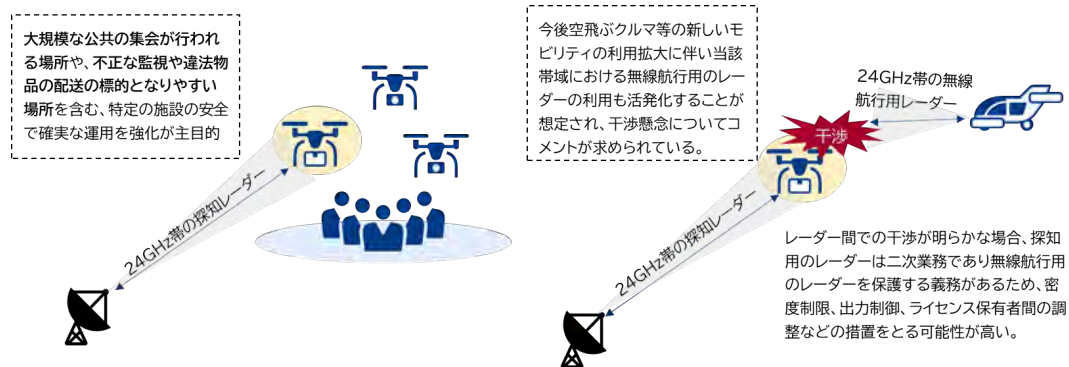 大規模な公共の集会が行われ
る場所や、不正な監視や違法物
品の配送の標的となりやすい
場所を含む、特定の施設の安全
で確実な運用を強化が主目的
24GHz帯の探知レーダー
今後空飛ぶクルマ等の新しいモ
ビリティの利用拡大に伴い当該
帯域における無線航行用のレー
ダーの利用も活発化することが
想定され、干渉懸念についてコ
メントが求められている。
24GHz帯の無線
航行用レーダー
干渉
24GHz帯の探知レーダー
レーダー間での干渉が明らかな場合、探知
用のレーダーは二次業務であり無線航行用
のレーダーを保護する義務があるため、密
度制限、出力制御、ライセンス保有者間の調
整などの措置をとる可能性が高い。